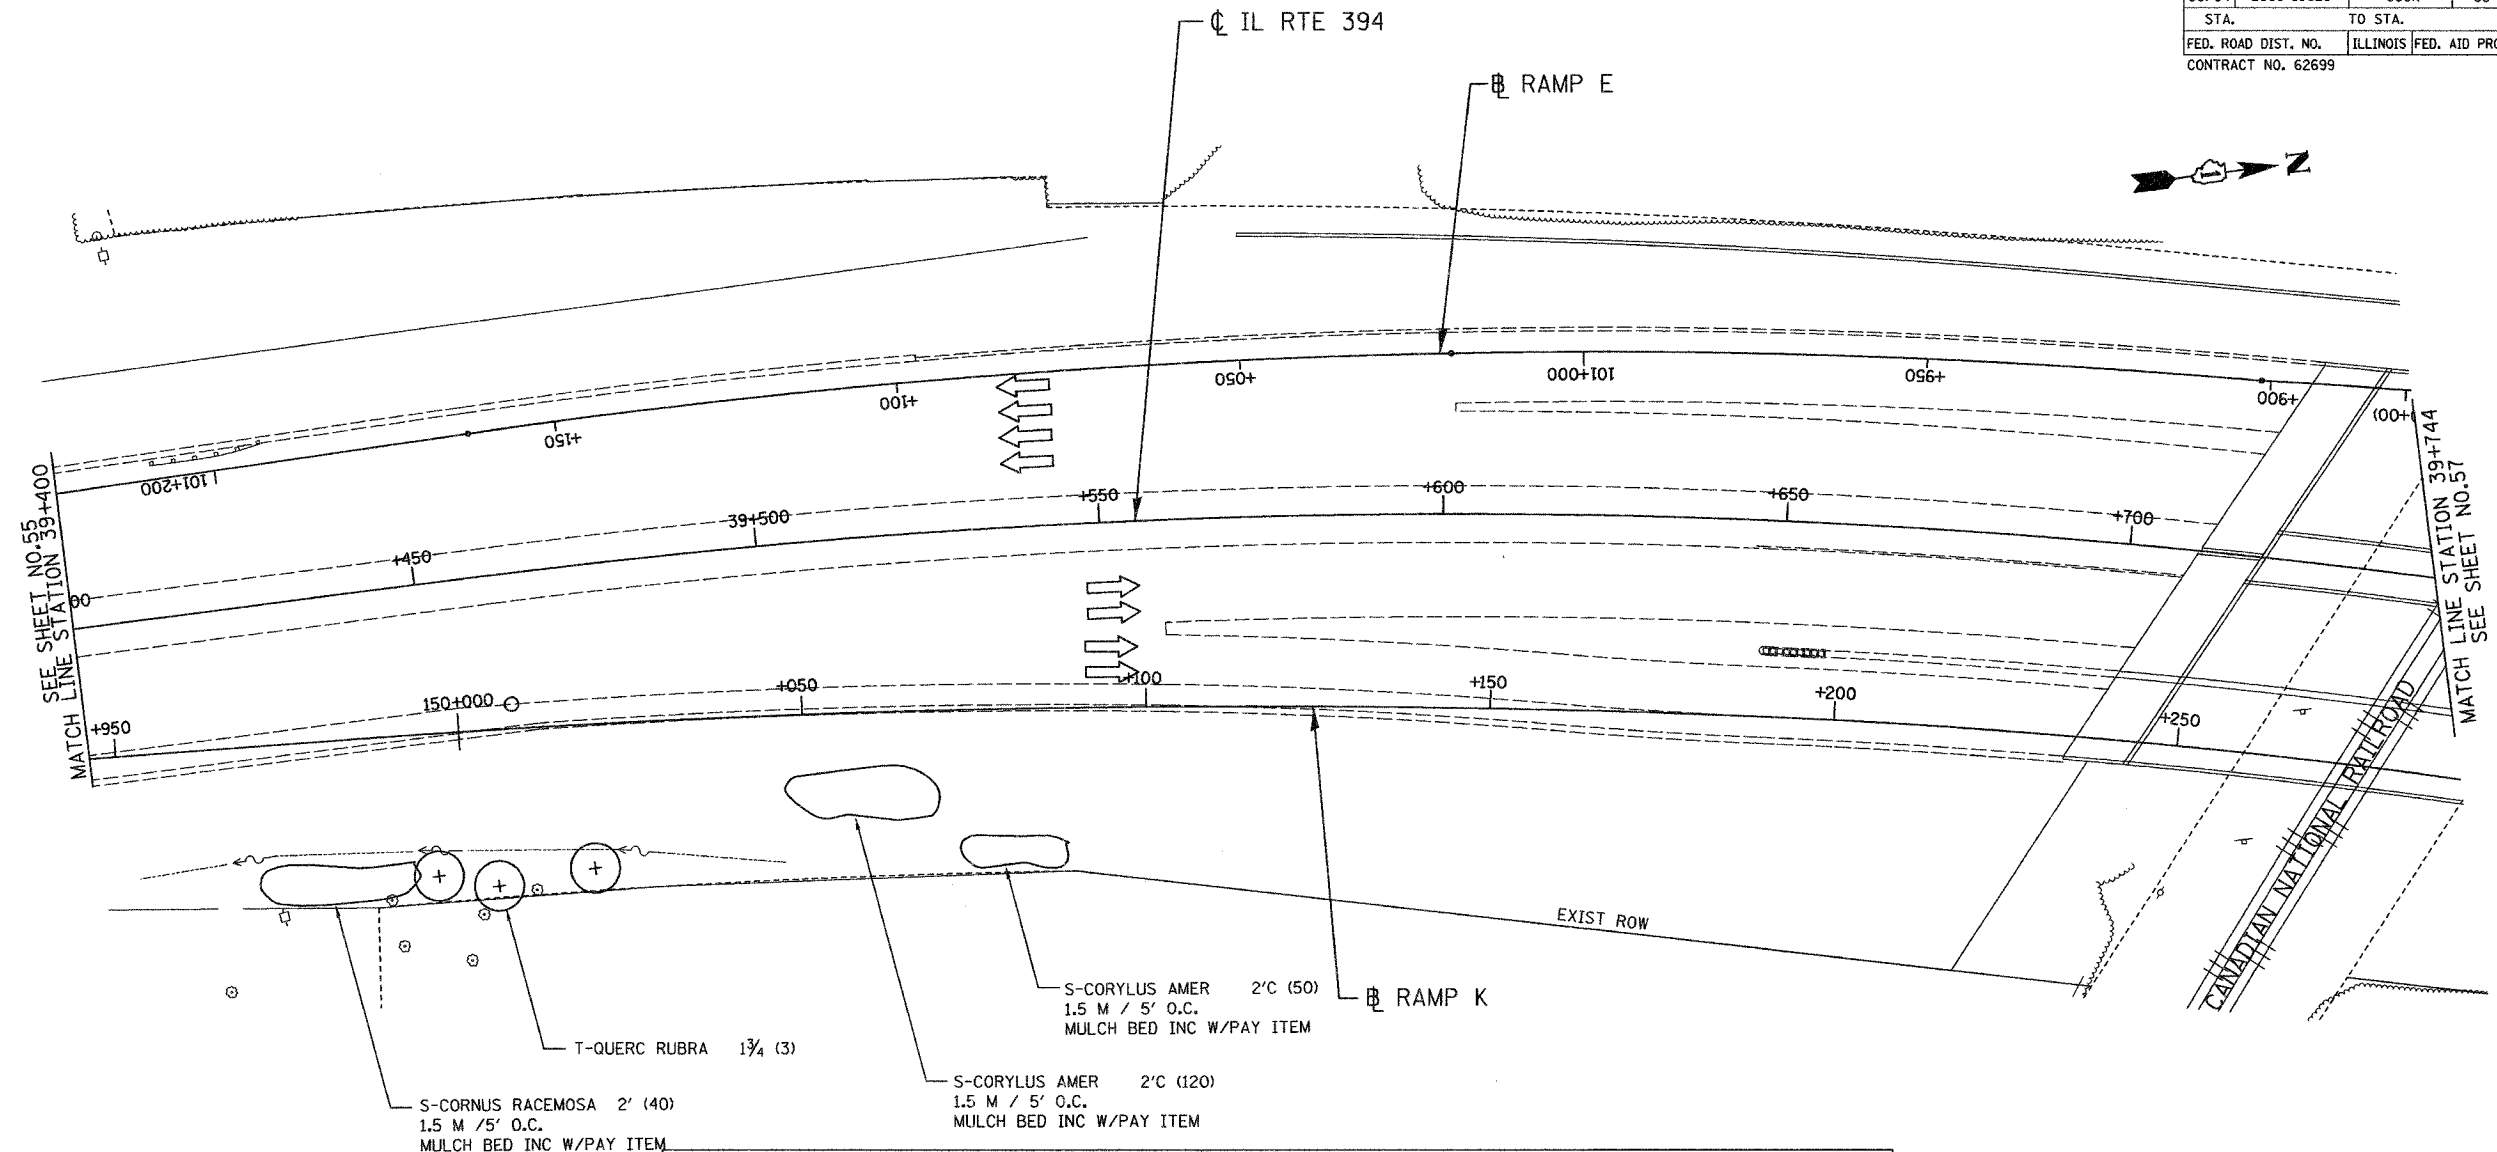 STA. TO STA.
FED. ROAD DIST. NO. ILLINOIS FED. AID
CONTRACT NO. 62699
℄ IL RTE 394
RAMP E
N
1
+050
101+000
+950
+900
+100
+150
101+200
SEE SHEET NO.55
MATCH LINE STATION 39+400
+450
39+500
+550
+600
+650
+700
MATCH LINE STATION 39+744
SEE SHEET NO.57
+950
150+000
+050
+100
+150
+200
+250
CANADIAN NATIONAL RAILROAD
EXIST ROW
RAMP K
S-CORYLUS AMER 2'C (50)
1.5 M / 5' O.C.
MULCH BED INC W/PAY ITEM
T-QUERC RUBRA 1¾ (3)
S-CORYLUS AMER 2'C (120)
1.5 M / 5' O.C.
MULCH BED INC W/PAY ITEM
S-CORNUS RACEMOSA 2' (40)
1.5 M /5' O.C.
MULCH BED INC W/PAY ITEM